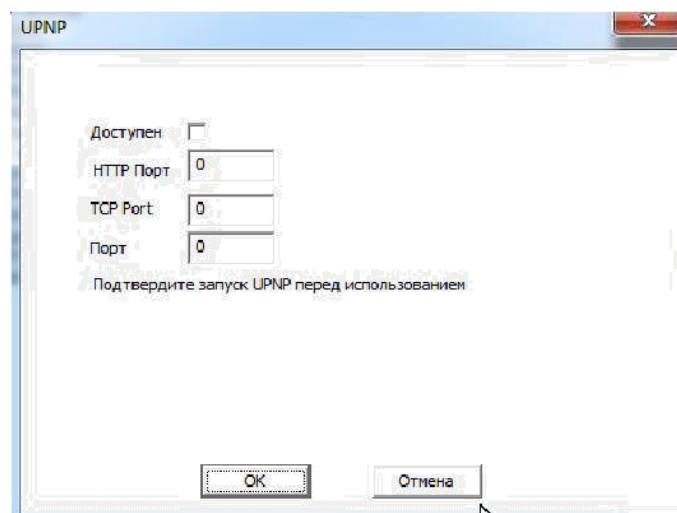 UPNP
Доступен
HTTP Порт 0
TCP Port 0
Порт 0
Подтвердите запуск UPNP перед использованием
OK Отмена